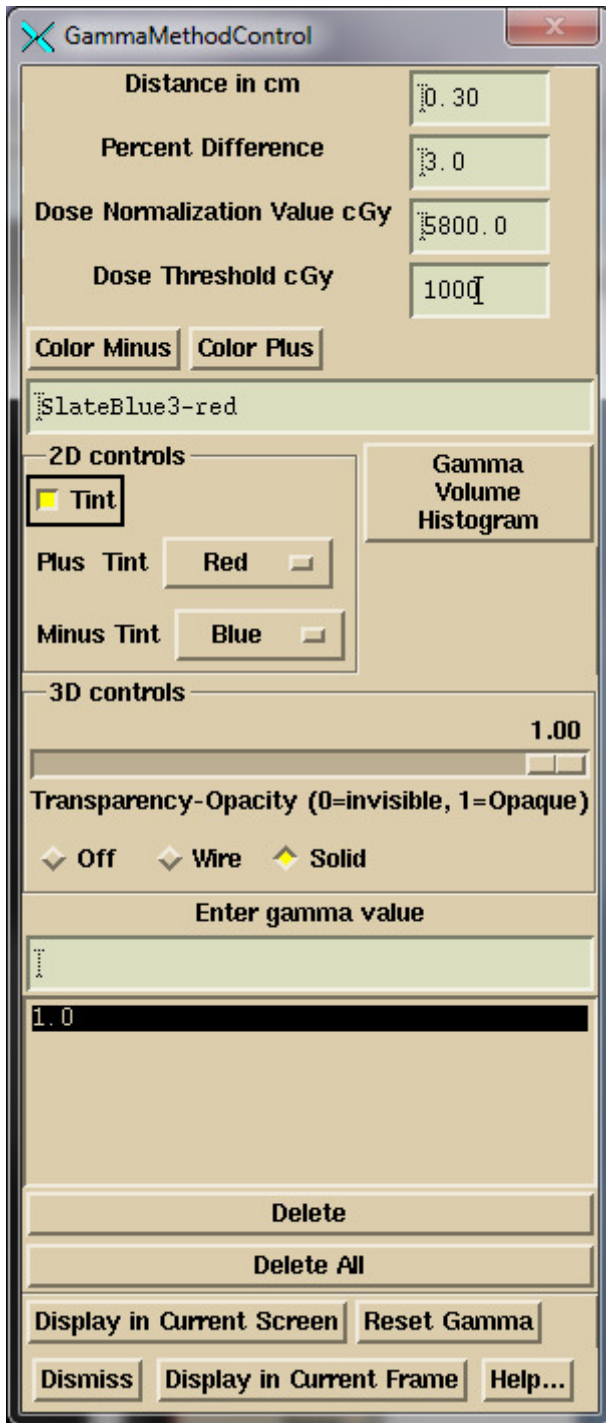 GammaMethodControl
Distance in cm 0.30
Percent Difference 3.0
Dose Normalization Value cGy 5800.0
Dose Threshold cGy 1000
Color Minus Color Plus
SlateBlue3-red
2D controls
Tint
Gamma
Volume
Histogram
Plus Tint Red
Minus Tint Blue
3D controls
1.00
Transparency-Opacity (0=invisible, 1=Opaque)
Off Wire Solid
Enter gamma value
1.0
Delete
Delete All
Display in Current Screen Reset Gamma
Dismiss Display in Current Frame Help...